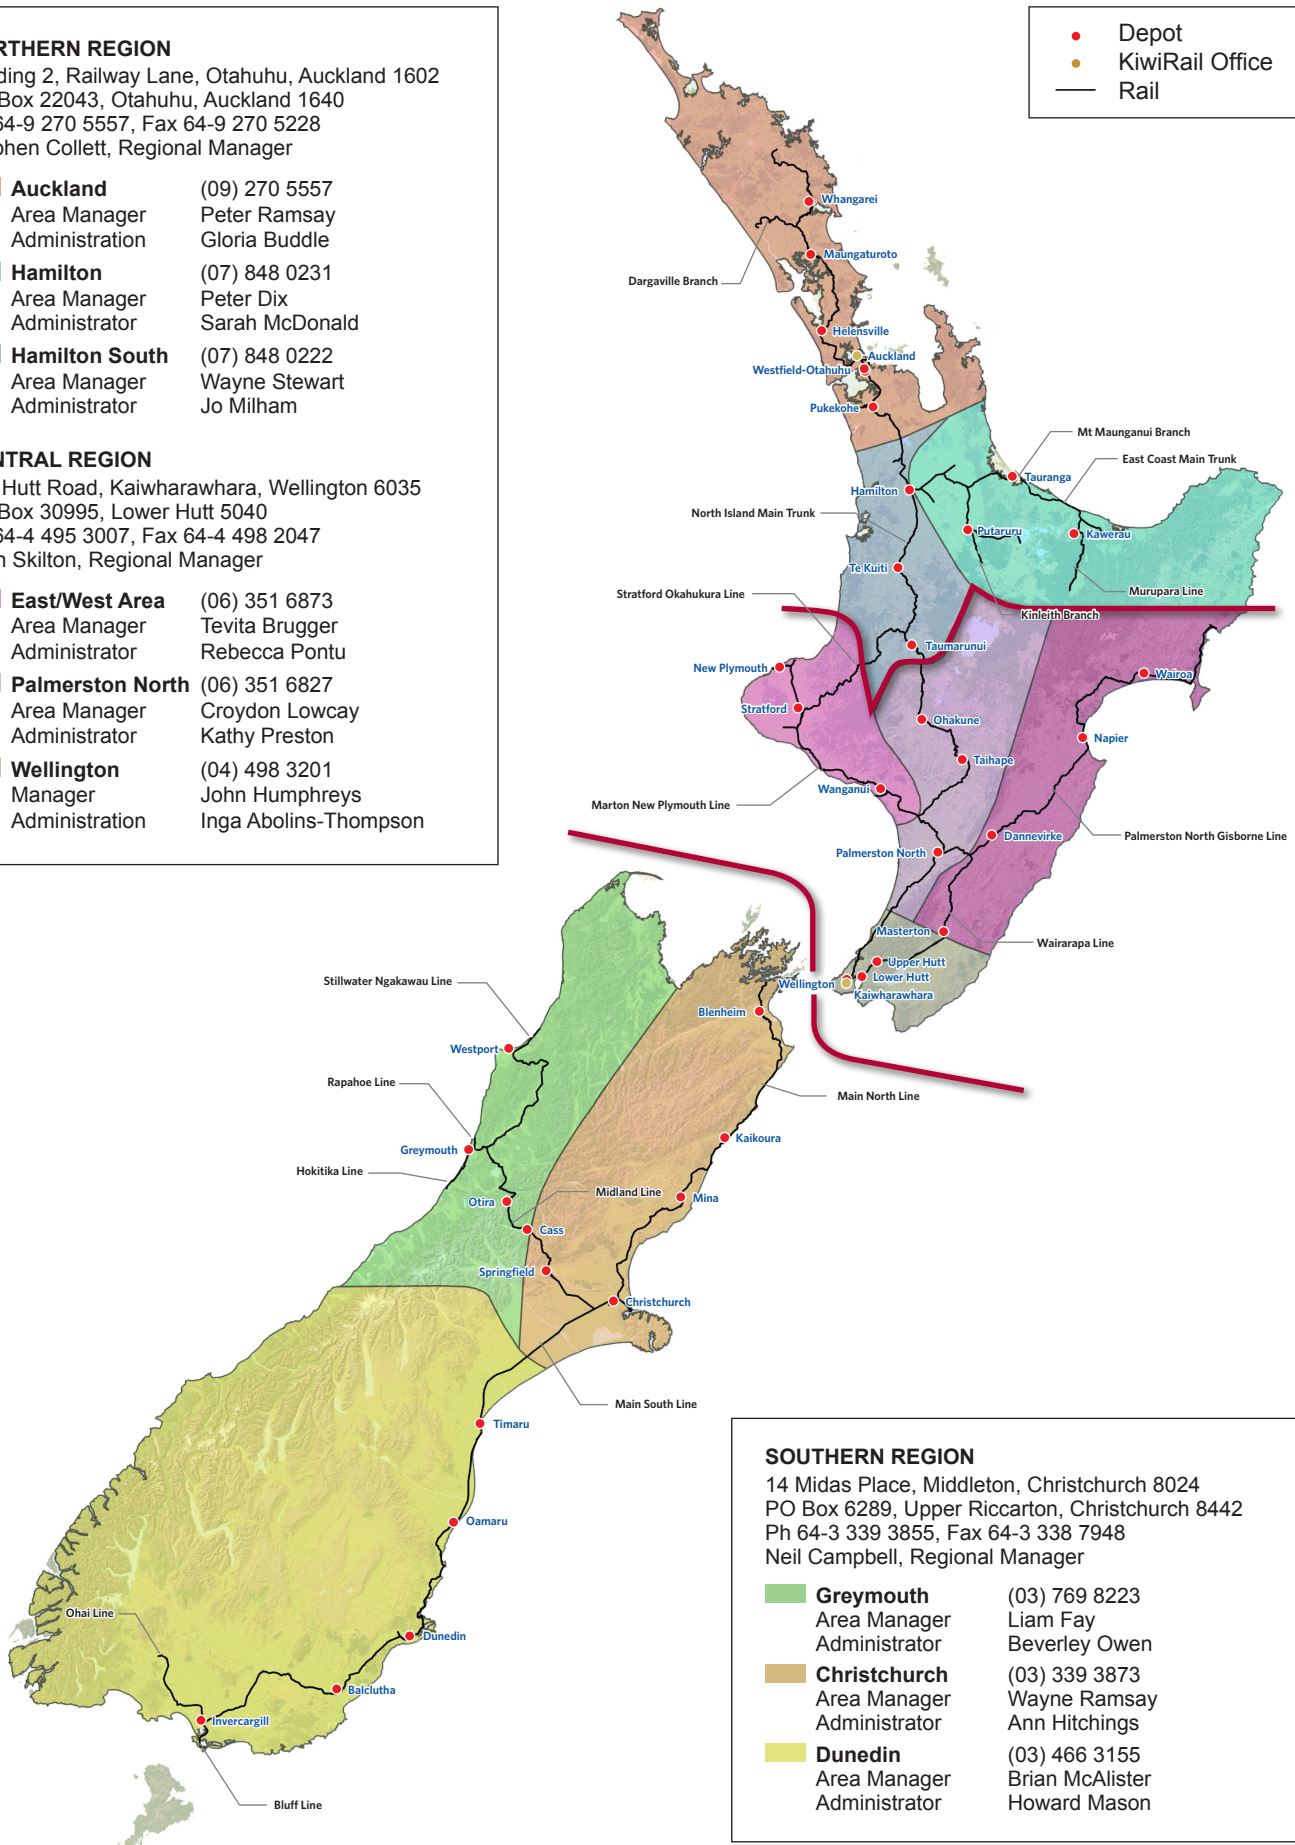 RTHERN REGION
ding 2, Railway Lane, Otahuhu, Auckland 1602
Box 22043, Otahuhu, Auckland 1640
64-9 270 5557, Fax 64-9 270 5228
phen Collett, Regional Manager
Auckland (09) 270 5557
Area Manager Peter Ramsay
Administration Gloria Buddle
Hamilton (07) 848 0231
Area Manager Peter Dix
Administrator Sarah McDonald
Hamilton South (07) 848 0222
Area Manager Wayne Stewart
Administrator Jo Milham
NTRAL REGION
Hutt Road, Kaiwharawhara, Wellington 6035
Box 30995, Lower Hutt 5040
64-4 495 3007, Fax 64-4 498 2047
n Skilton, Regional Manager
East/West Area (06) 351 6873
Area Manager Tevita Brugger
Administrator Rebecca Pontu
Palmerston North (06) 351 6827
Area Manager Croydon Lowcay
Administrator Kathy Preston
Wellington (04) 498 3201
Manager John Humphreys
Administration Inga Abolins-Thompson
Depot
KiwiRail Office
Rail
Whangarei
Maungaturoto
Dargaville Branch
Helensville
Auckland
Westfield-Otahuhu
Pukekohe
Mt Maunganui Branch
East Coast Main Trunk
Tauranga
Hamilton
North Island Main Trunk
Putaruru
Kawerau
Te Kuiti
Murupara Line
Stratford Okahukura Line
Kinleith Branch
Taumarunui
New Plymouth
Wairoa
Stratford
Ohakune
Napier
Taihape
Wanganui
Marton New Plymouth Line
Dannevirke
Palmerston North Gisborne Line
Palmerston North
Masterton
Wairarapa Line
Upper Hutt
Lower Hutt
Wellington
Kaiwharawhara
Stillwater Ngakawau Line
Blenheim
Westport
Rapahoe Line
Main North Line
Kaikoura
Greymouth
Hokitika Line
Midland Line
Mina
Otira
Cass
Springfield
Christchurch
Main South Line
Timaru
Oamaru
Ohai Line
Dunedin
Balclutha
Invercargill
Bluff Line
SOUTHERN REGION
14 Midas Place, Middleton, Christchurch 8024
PO Box 6289, Upper Riccarton, Christchurch 8442
Ph 64-3 339 3855, Fax 64-3 338 7948
Neil Campbell, Regional Manager
Greymouth (03) 769 8223
Area Manager Liam Fay
Administrator Beverley Owen
Christchurch (03) 339 3873
Area Manager Wayne Ramsay
Administrator Ann Hitchings
Dunedin (03) 466 3155
Area Manager Brian McAlister
Administrator Howard Mason